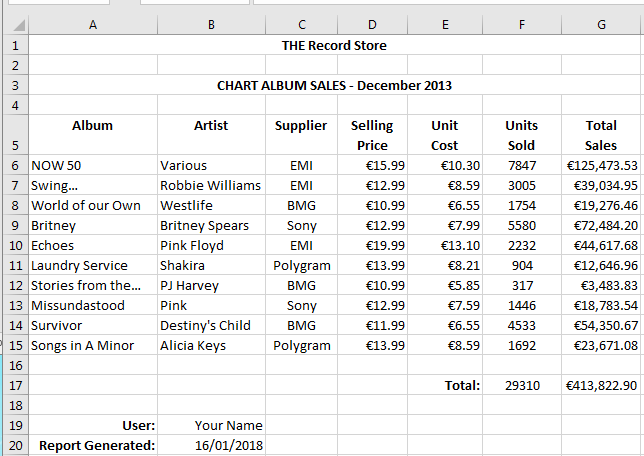 A B C D E F G
1 THE Record Store
2
3 CHART ALBUM SALES - December 2013
4
Album Artist Supplier Selling Unit Units Total
5 Price Cost Sold Sales
6 NOW 50 Various EMI €15.99 €10.30 7847 €125,473.53
7 Swing... Robbie Williams EMI €12.99 €8.59 3005 €39,034.95
8 World of our Own Westlife BMG €10.99 €6.55 1754 €19,276.46
9 Britney Britney Spears Sony €12.99 €7.99 5580 €72,484.20
10 Echoes Pink Floyd EMI €19.99 €13.10 2232 €44,617.68
11 Laundry Service Shakira Polygram €13.99 €8.21 904 €12,646.96
12 Stories from the... PJ Harvey BMG €10.99 €5.85 317 €3,483.83
13 Missundastood Pink Sony €12.99 €7.59 1446 €18,783.54
14 Survivor Destiny's Child BMG €11.99 €6.55 4533 €54,350.67
15 Songs in A Minor Alicia Keys Polygram €13.99 €8.59 1692 €23,671.08
16
17 Total: 29310 €413,822.90
18
19 User: Your Name
20 Report Generated: 16/01/2018